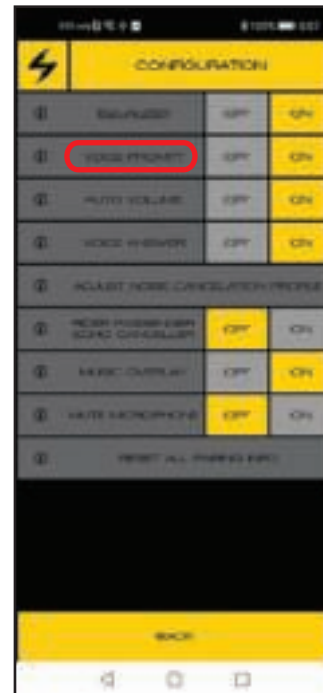 CONFIGURATION
EQUALIZER OFF ON
VOICE PROMPT OFF ON
AUTO VOLUME OFF ON
VOICE ANSWER OFF ON
ADJUST NOISE CANCELATION PROFILE
RIDER PASSENGER
ECHO CANCELLER OFF ON
MUSIC OVERLAY OFF ON
MUTE MICROPHONE OFF ON
RESET ALL PAIRING INFO
BACK